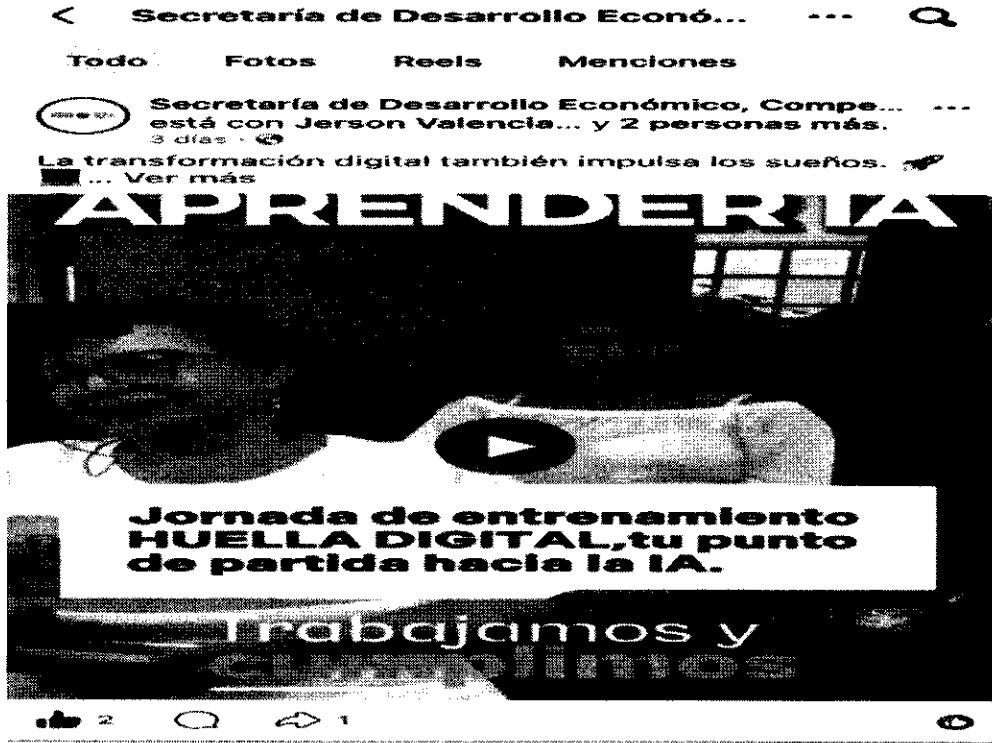 Secretaría de Desarrollo Econó...
Todo Fotos Reels Menciones
Secretaría de Desarrollo Económico, Compe...
está con Jerson Valencia... y 2 personas más.
3 días
La transformación digital también impulsa los sueños.
... Ver más
APRENDER IA
Jornada de entrenamiento
HUELLA DIGITAL,tu punto
de partida hacia la IA.
Trabajamos y
cumplimos
2 1